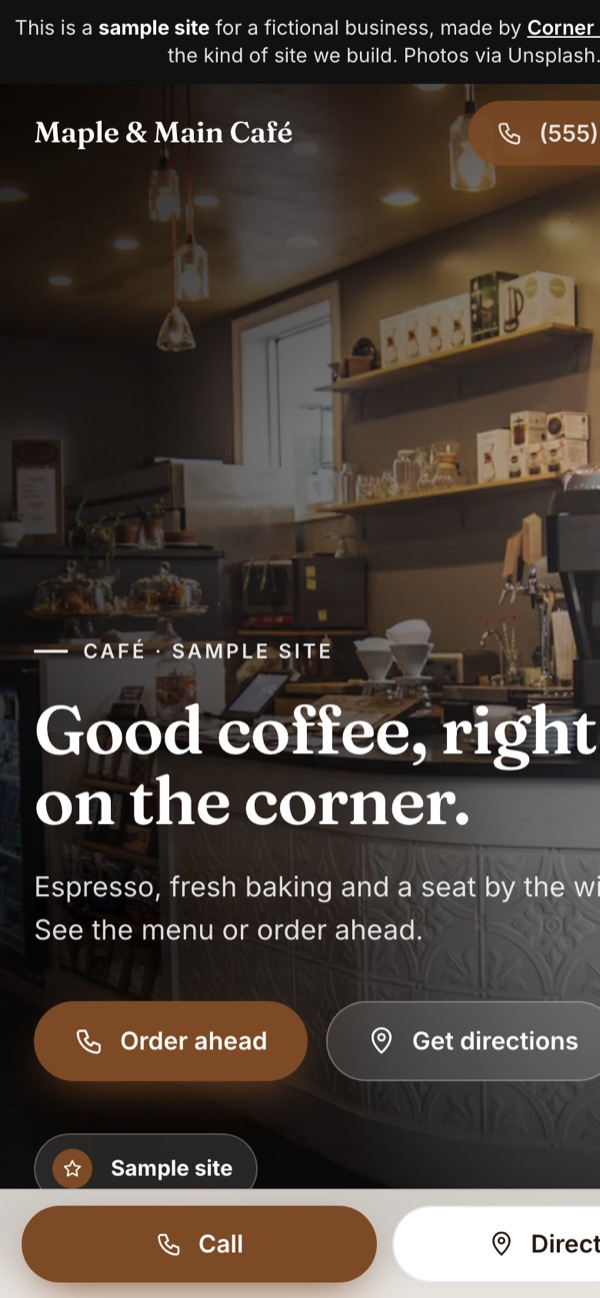 This is a sample site for a fictional business, made by Corner
the kind of site we build. Photos via Unsplash.
Maple & Main Café
(555)
CAFÉ · SAMPLE SITE
Good coffee, right
on the corner.
Espresso, fresh baking and a seat by the wi
See the menu or order ahead.
Order ahead
Get directions
Sample site
Call
Direct